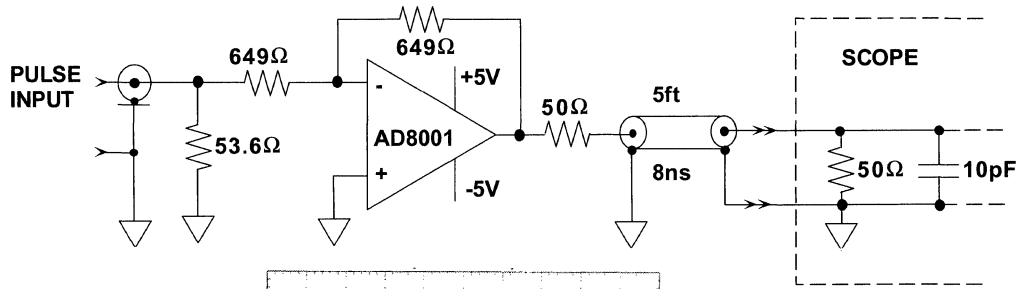 649Ω
SCOPE
649Ω
PULSE
INPUT
+5V
-
5ft
50Ω
AD8001
53.6Ω
50Ω
10pF
+
8ns
-5V